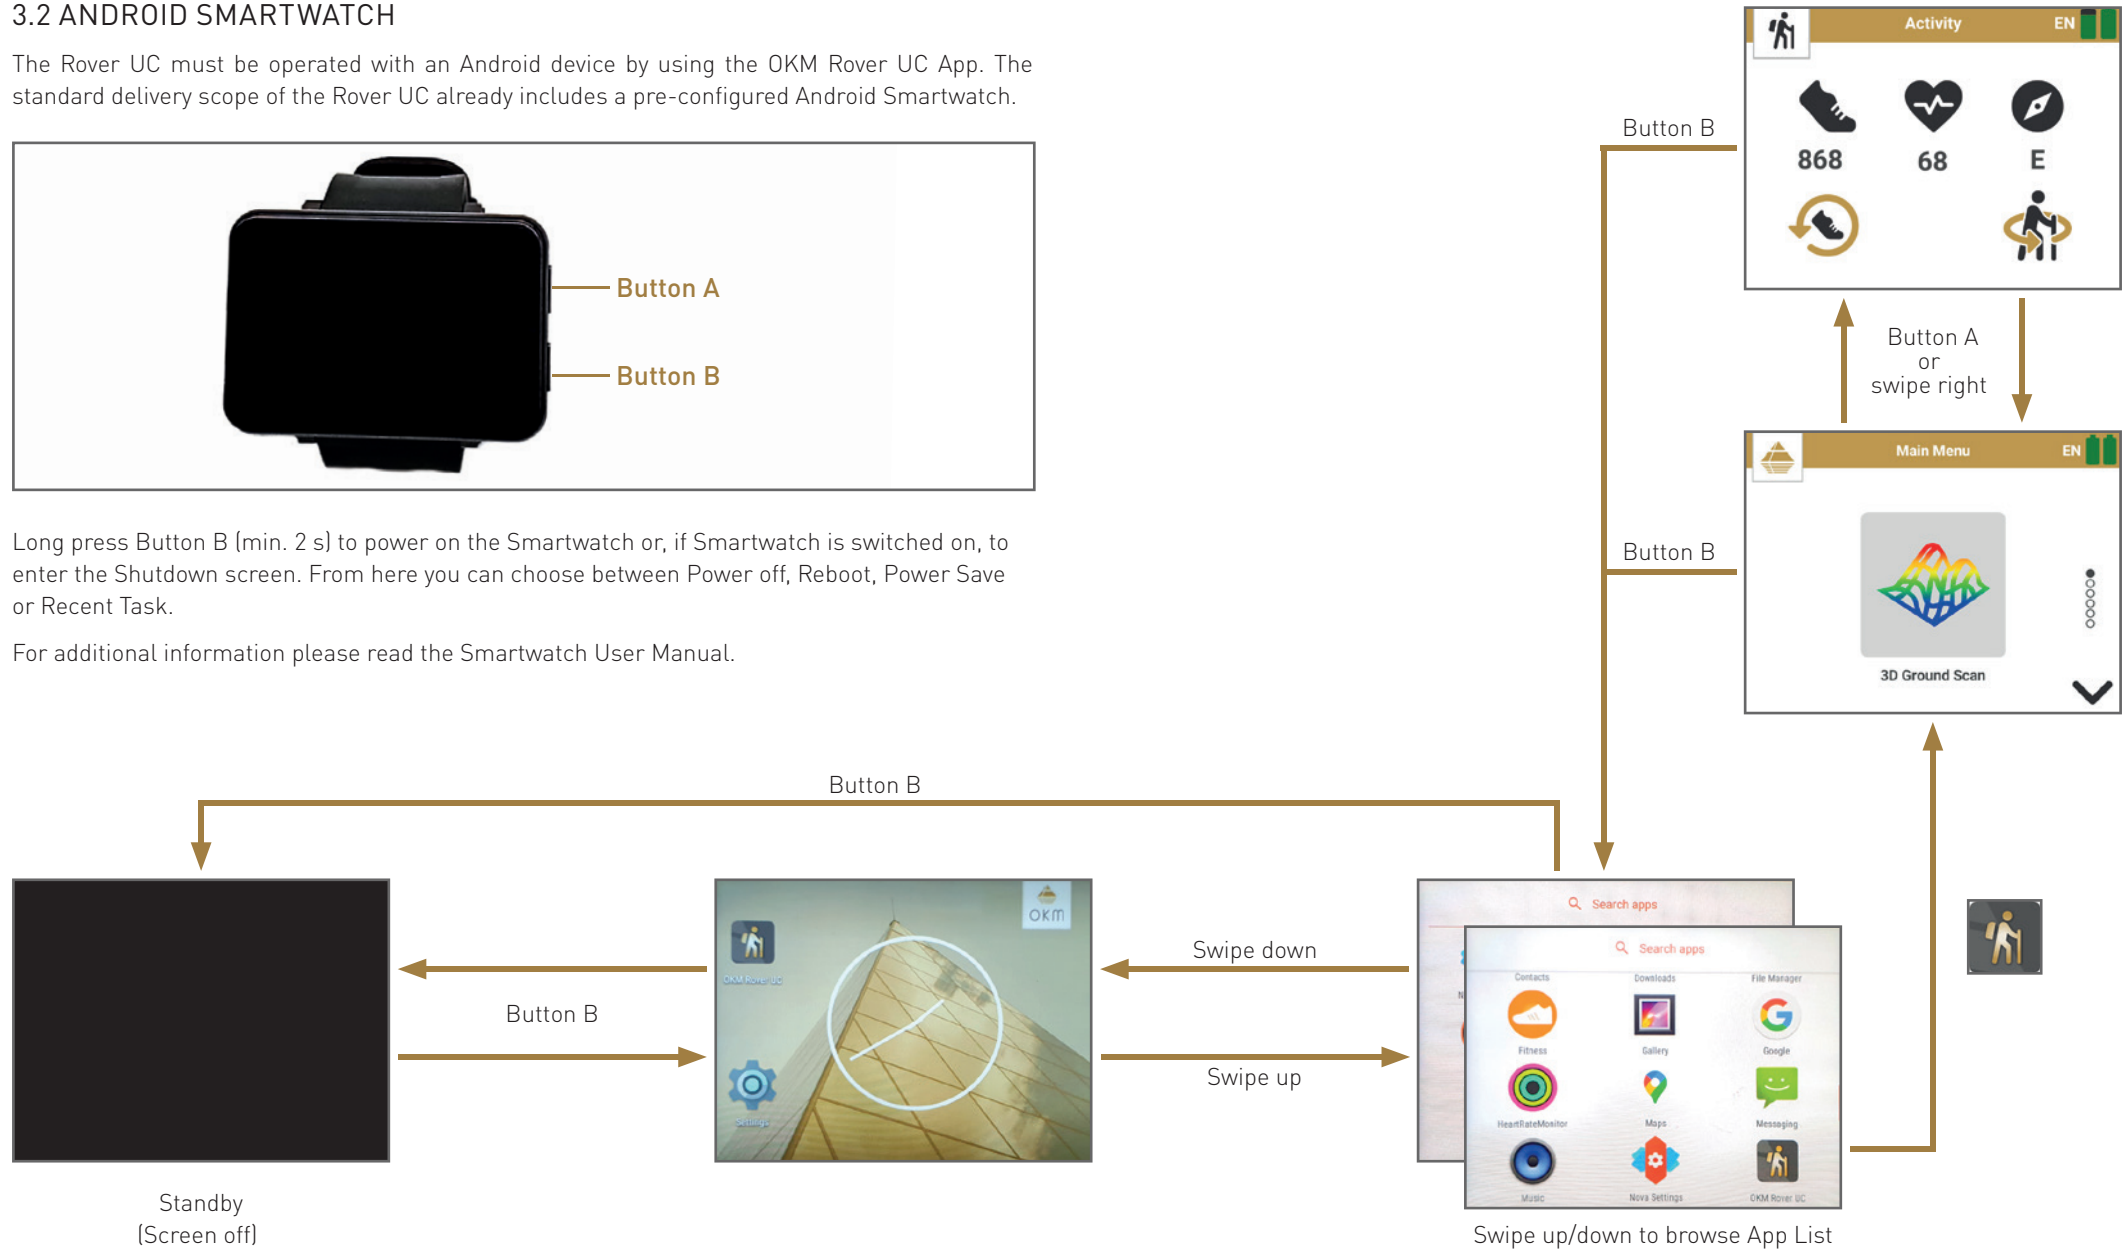 3.2 ANDROID SMARTWATCH
The Rover UC must be operated with an Android device by using the OKM Rover UC App. The
standard delivery scope of the Rover UC already includes a pre-configured Android Smartwatch.
Button A
Button B
Long press Button B (min. 2 s) to power on the Smartwatch or, if Smartwatch is switched on, to
enter the Shutdown screen. From here you can choose between Power off, Reboot, Power Save
or Recent Task.
For additional information please read the Smartwatch User Manual.
Activity EN
868 68 E
Button B
Button A
or
swipe right
Main Menu EN
3D Ground Scan
Button B
Button B
Standby
(Screen off)
Button B
OKM
OKM Rover UC
Settings
Swipe down
Swipe up
Search apps
N
Search apps
Contacts Downloads File Manager
Fitness Gallery Google
HeartRateMonitor Maps Messaging
Music Nova Settings OKM Rover UC
Swipe up/down to browse App List